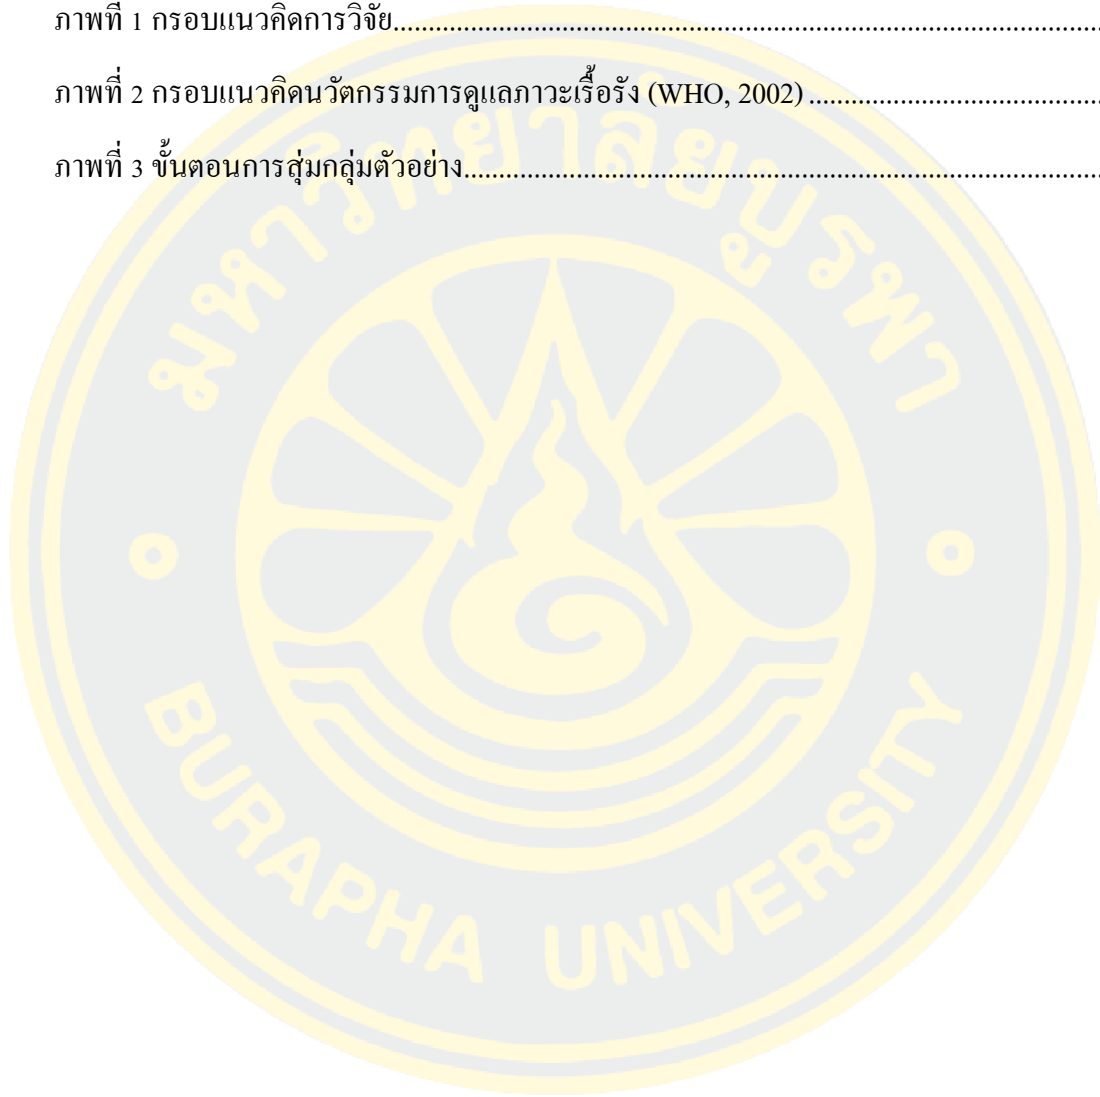 ภาพที่ 1 กรอบแนวคิดการวิจัย..........................................................................................................
ภาพที่ 2 กรอบแนวคิดนวัตกรรมการดูแลภาวะเรื้อรัง (WHO, 2002) ...........................................
ภาพที่ 3 ขั้นตอนการสุ่มกลุ่มตัวอย่าง...............................................................................................
มหาวิทยาลัยบูรพา
BURAPHA UNIVERSITY